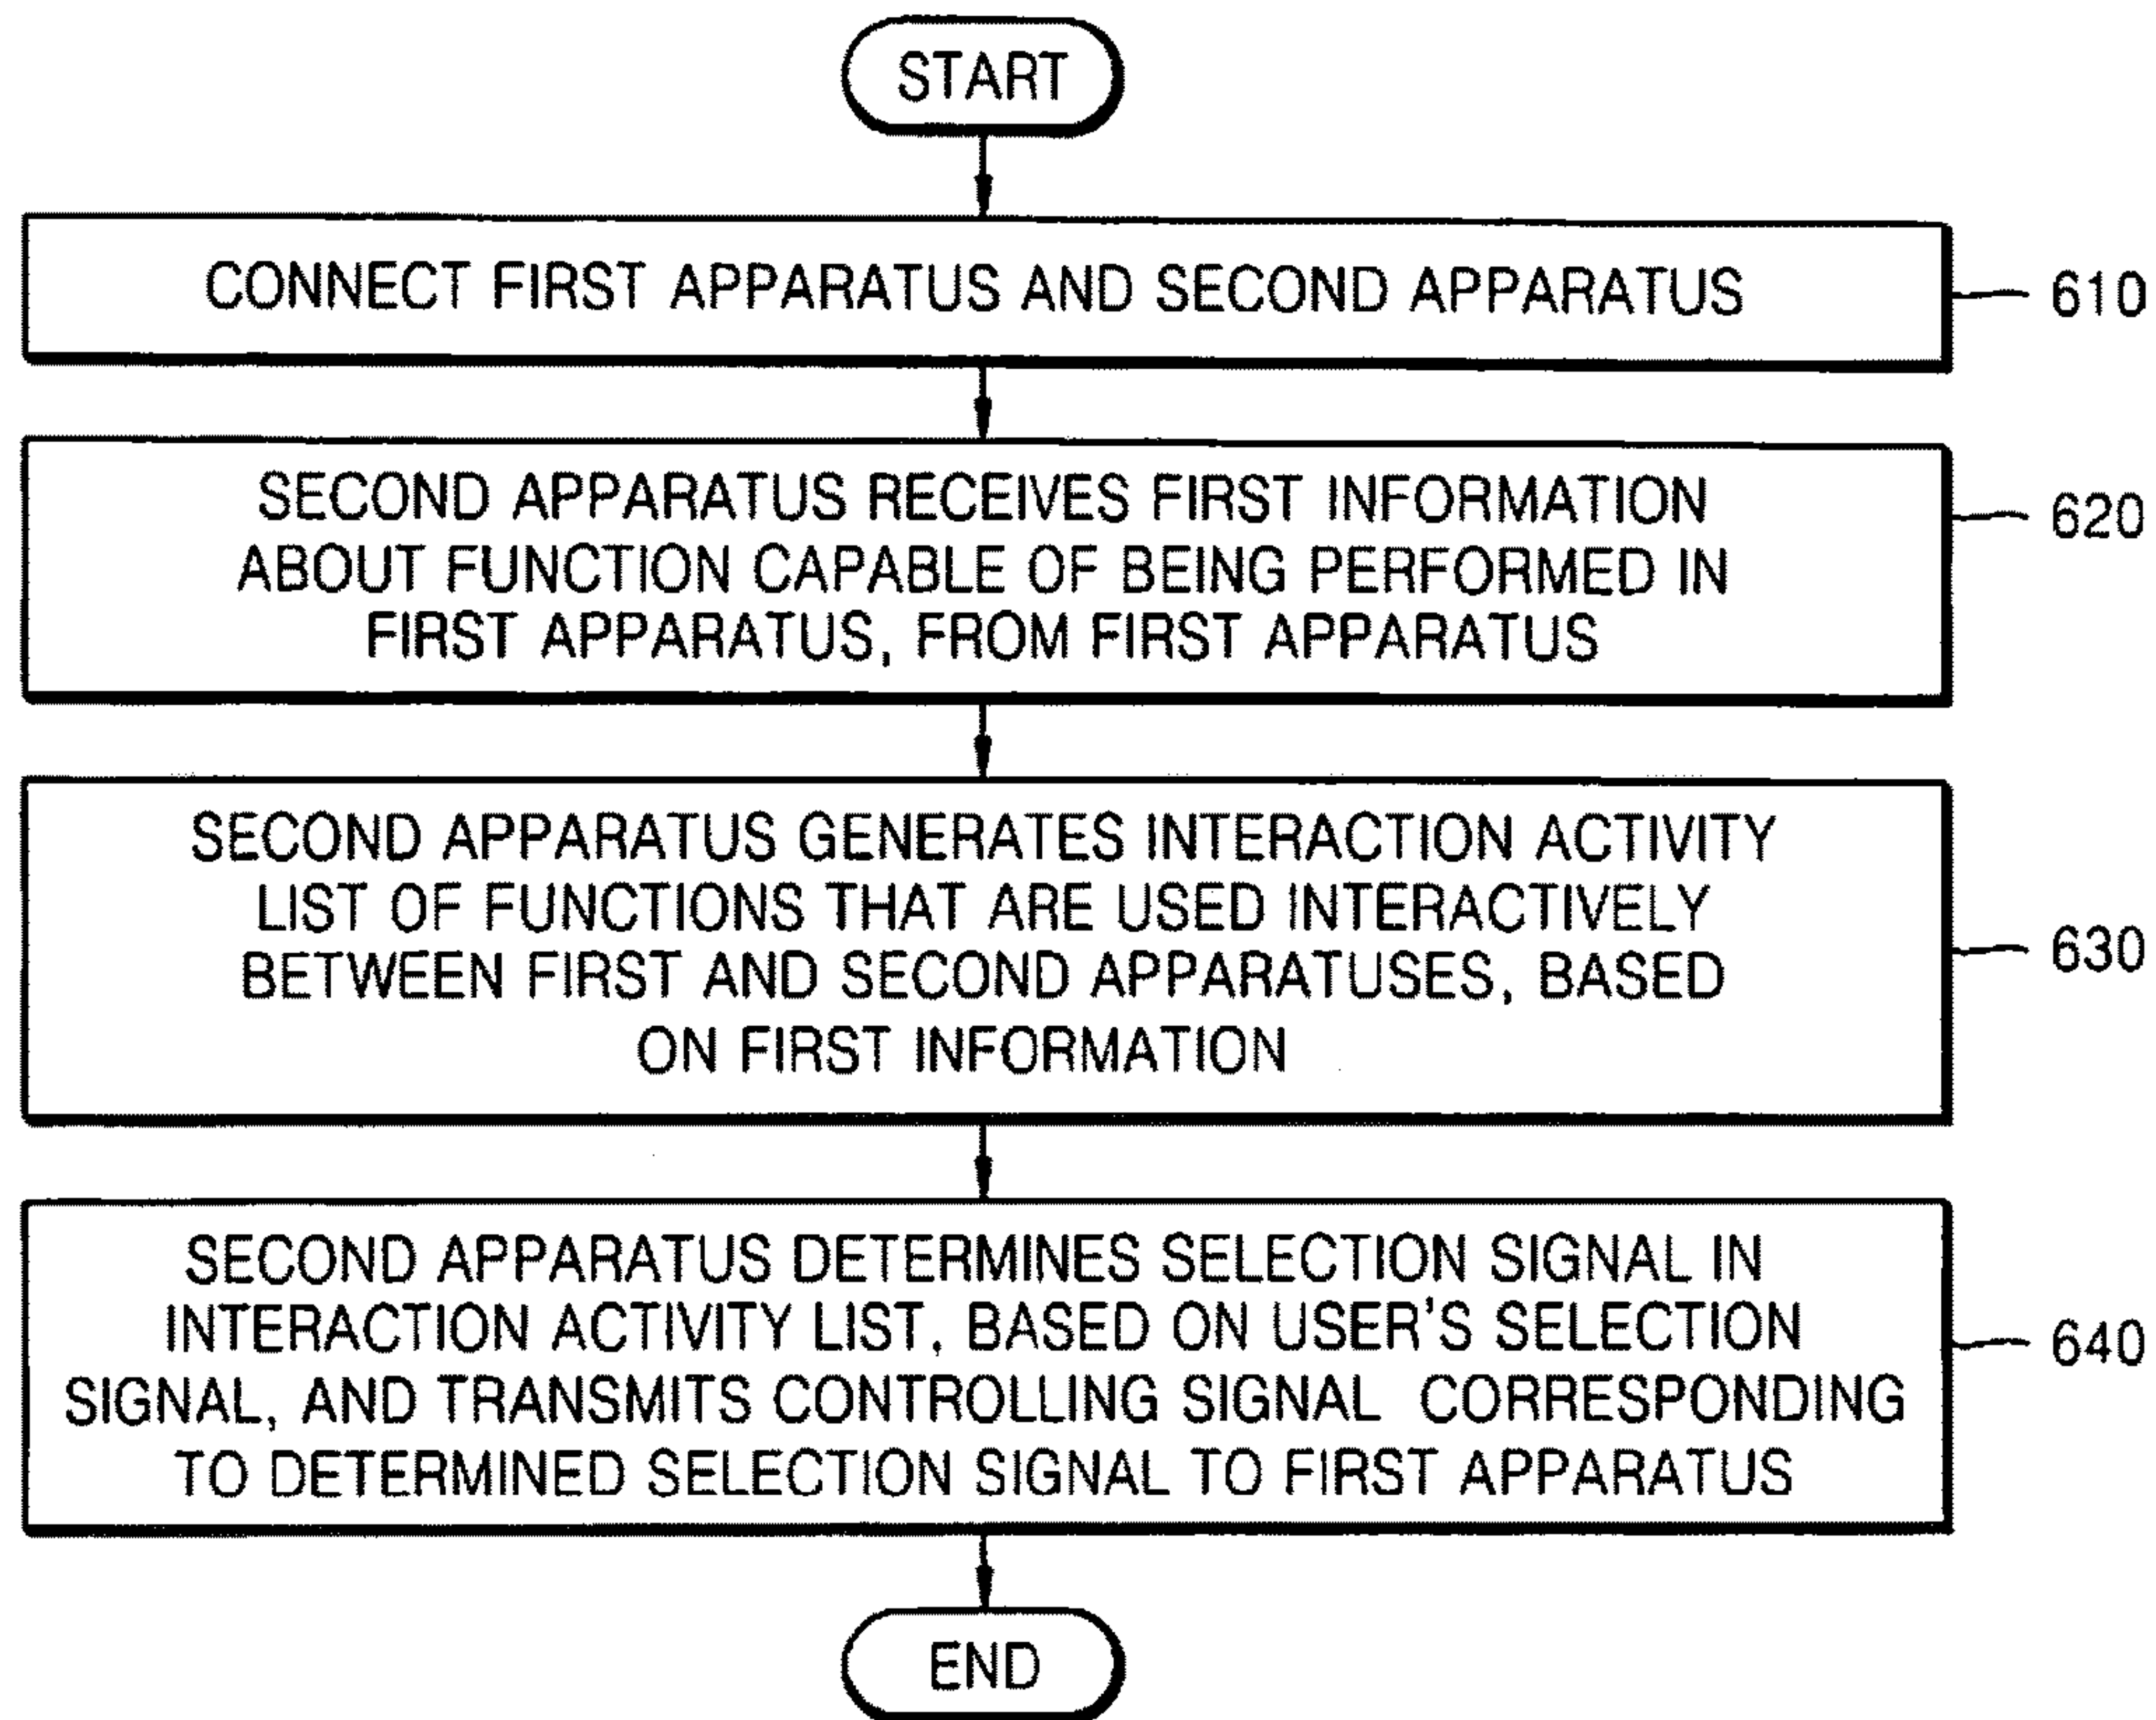 START
CONNECT FIRST APPARATUS AND SECOND APPARATUS
610
SECOND APPARATUS RECEIVES FIRST INFORMATION
ABOUT FUNCTION CAPABLE OF BEING PERFORMED IN
FIRST APPARATUS, FROM FIRST APPARATUS
620
SECOND APPARATUS GENERATES INTERACTION ACTIVITY
LIST OF FUNCTIONS THAT ARE USED INTERACTIVELY
BETWEEN FIRST AND SECOND APPARATUSES, BASED
ON FIRST INFORMATION
630
SECOND APPARATUS DETERMINES SELECTION SIGNAL IN
INTERACTION ACTIVITY LIST, BASED ON USER'S SELECTION
SIGNAL, AND TRANSMITS CONTROLLING SIGNAL CORRESPONDING
TO DETERMINED SELECTION SIGNAL TO FIRST APPARATUS
640
END